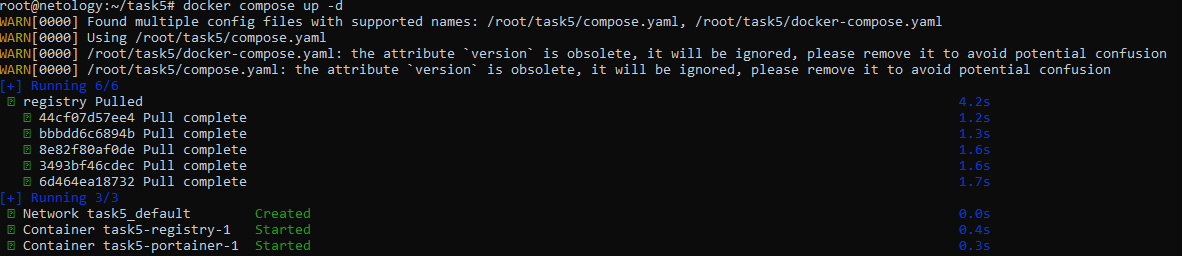 root@netology:~/task5# docker compose up -d
WARN[0000] Found multiple config files with supported names: /root/task5/compose.yaml, /root/task5/docker-compose.yaml
WARN[0000] Using /root/task5/compose.yaml
WARN[0000] /root/task5/docker-compose.yaml: the attribute `version` is obsolete, it will be ignored, please remove it to avoid potential confusion
WARN[0000] /root/task5/compose.yaml: the attribute `version` is obsolete, it will be ignored, please remove it to avoid potential confusion
[+] Running 6/6
registry Pulled 4.2s
44cf07d57ee4 Pull complete 1.2s
bbbdd6c6894b Pull complete 1.3s
8e82f80af0de Pull complete 1.6s
3493bf46cdec Pull complete 1.6s
6d464ea18732 Pull complete 1.7s
[+] Running 3/3
Network task5_default Created 0.0s
Container task5-registry-1 Started 0.4s
Container task5-portainer-1 Started 0.3s